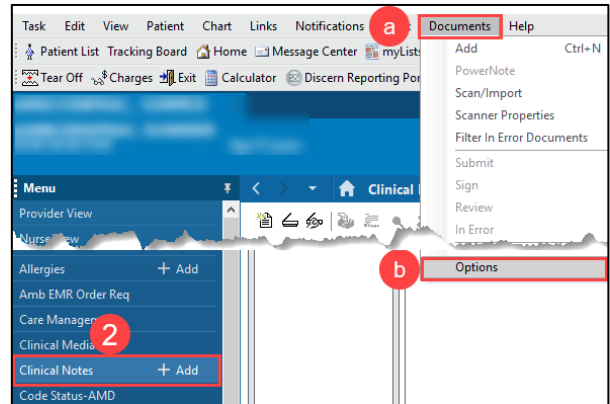 Task Edit View Patient Chart Links Notifications a Documents Help
Patient List Tracking Board Home Message Center myLists
Tear Off Charges Exit Calculator Discern Reporting Por
Add Ctrl+N
PowerNote
Scan/Import
Scanner Properties
Filter In Error Documents
Submit
Sign
Review
In Error
b Options
Menu
Clinical
Provider View
Allergies + Add
Amb EMR Order Req
Care Manage
Clinical Media
2
Clinical Notes + Add
Code Status-AMD